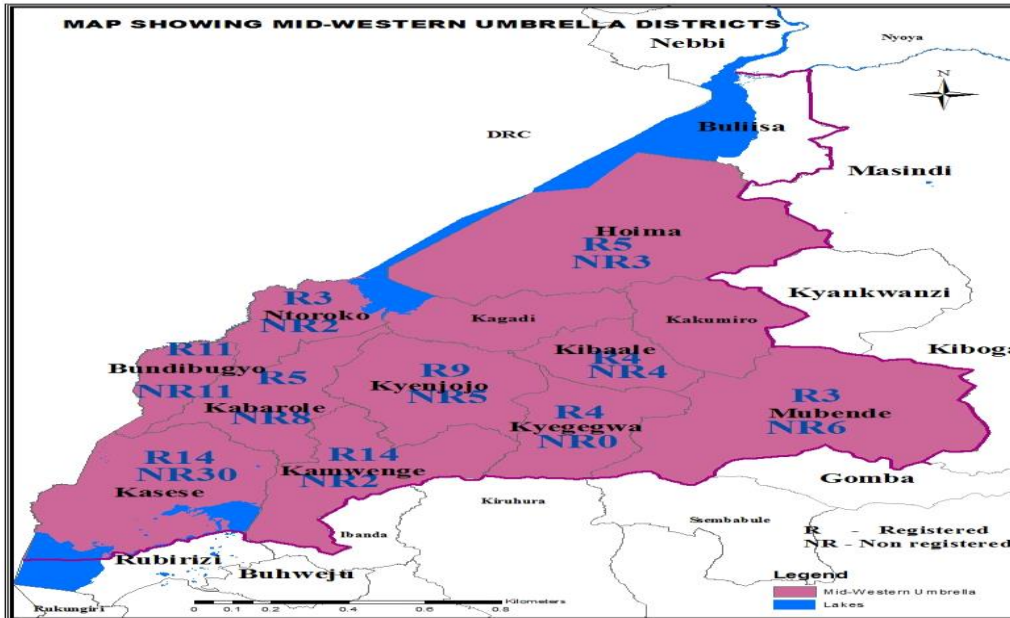 MAP SHOWING MID-WESTERN UMBRELLA DISTRICTS
Nebbi
Nyoya
N
DRC
Buliisa
Masindi
Hoima
R5
NR3
Kyankwanzi
R3
Ntoroko
NR2
Kagadi
Kakumiro
Kiboga
R11
Bundibugyo
NR11
R5
Kabarole
NR8
R9
Kyenjojo
NR5
Kibaale
R4
NR4
R4
Kyegegwa
NR0
R3
Mubende
NR6
R14
NR30
Kasese
R14
Kamwenge
NR2
Gomba
Kiruhura
Ssembabule
Ibanda
R - Registered
NR - Non registered
Rubirizi
Buhweju
Rukungiri
Legend
Mid-Western Umbrella
Lakes
Kilometers
0 0.1 0.2 0.4 0.6 0.8